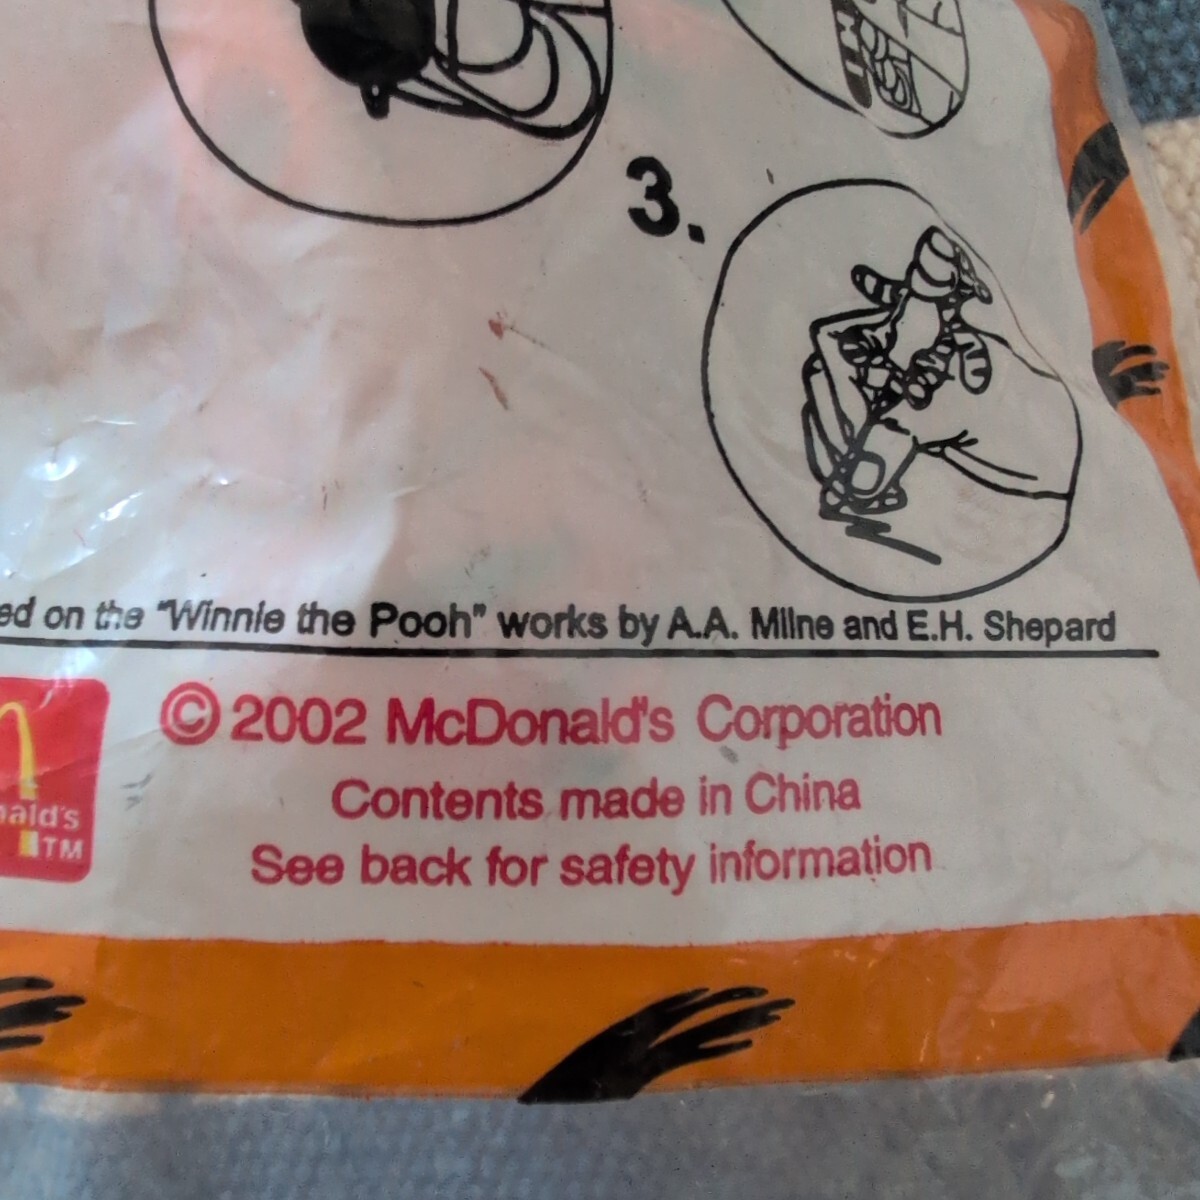 3.
on the "Winnie the Pooh" works by A.A. Milne and E.H. Shepard
© 2002 McDonald's Corporation
Contents made in China
See back for safety information
TM